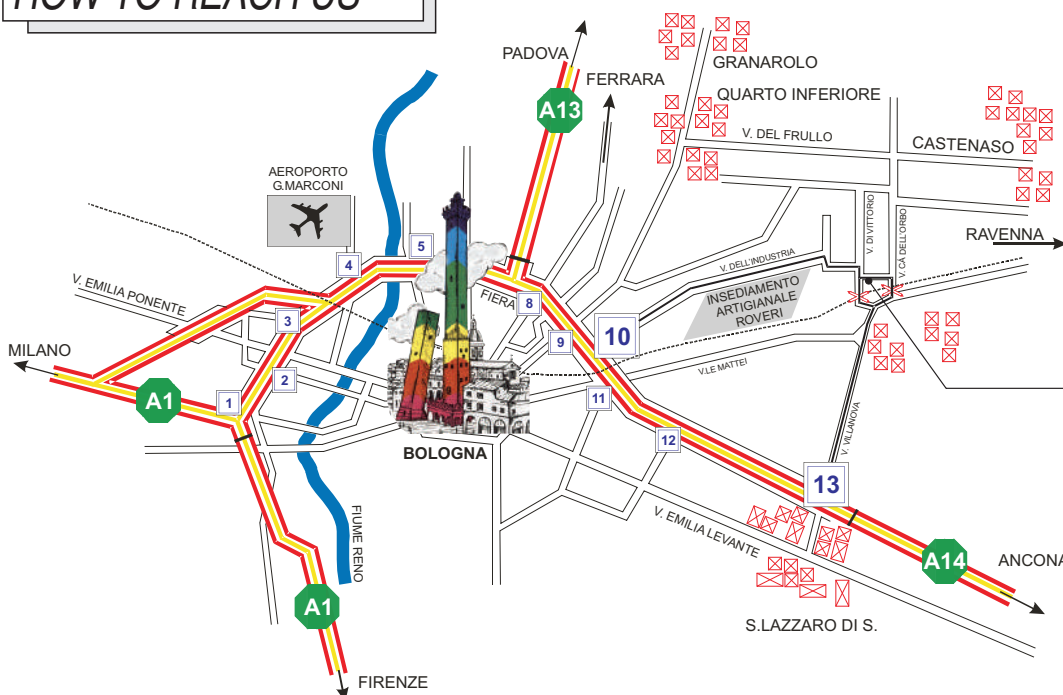 HOW TO REACH US
PADOVA
FERRARA
A13
GRANAROLO
QUARTO INFERIORE
V. DEL FRULLO
CASTENASO
AEROPORTO
G.MARCONI
V. DI VITTORIO
V. CÀ DELL'ORBO
RAVENNA
5
4
V. DELL'INDUSTRIA
V. EMILIA PONENTE
FIERA
8
INSEDIAMENTO
ARTIGIANALE
ROVERI
3
10
9
MILANO
2
V.LE MATTEI
A1
1
11
12
BOLOGNA
V. VILLANOVA
13
FIUME RENO
V. EMILIA LEVANTE
A14
ANCONA
A1
S.LAZZARO DI S.
FIRENZE